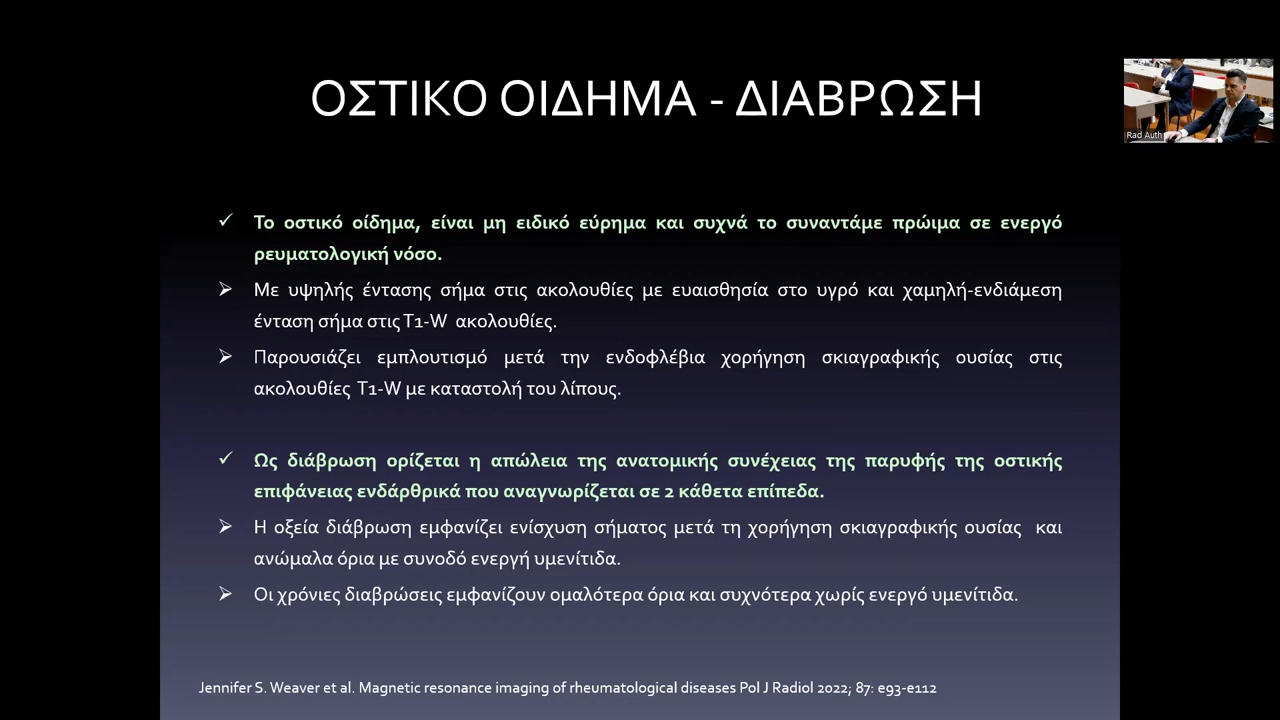 ΟΣΤΙΚΟ ΟΙΔΗΜΑ - ΔΙΑΒΡΩΣΗ
Rad Auth
Το οστικό οίδημα, είναι μη ειδικό εύρημα και συχνά το συναντάμε πρώιμα σε ενεργό
ρευματολογική νόσο.
Με υψηλής έντασης σήμα στις ακολουθίες με ευαισθησία στο υγρό και χαμηλή-ενδιάμεση
ένταση σήμα στις T1-W ακολουθίες.
Παρουσιάζει εμπλουτισμό μετά την ενδοφλέβια χορήγηση σκιαγραφικής ουσίας στις
ακολουθίες T1-W με καταστολή του λίπους.
Ως διάβρωση ορίζεται η απώλεια της ανατομικής συνέχειας της παρυφής της οστικής
επιφάνειας ενδάρθρικά που αναγνωρίζεται σε 2 κάθετα επίπεδα.
Η οξεία διάβρωση εμφανίζει ενίσχυση σήματος μετά τη χορήγηση σκιαγραφικής ουσίας και
ανώμαλα όρια με συνοδό ενεργή υμενίτιδα.
Οι χρόνιες διαβρώσεις εμφανίζουν ομαλότερα όρια και συχνότερα χωρίς ενεργό υμενίτιδα.
Jennifer S. Weaver et al. Magnetic resonance imaging of rheumatological diseases Pol J Radiol 2022; 87: e93-e112